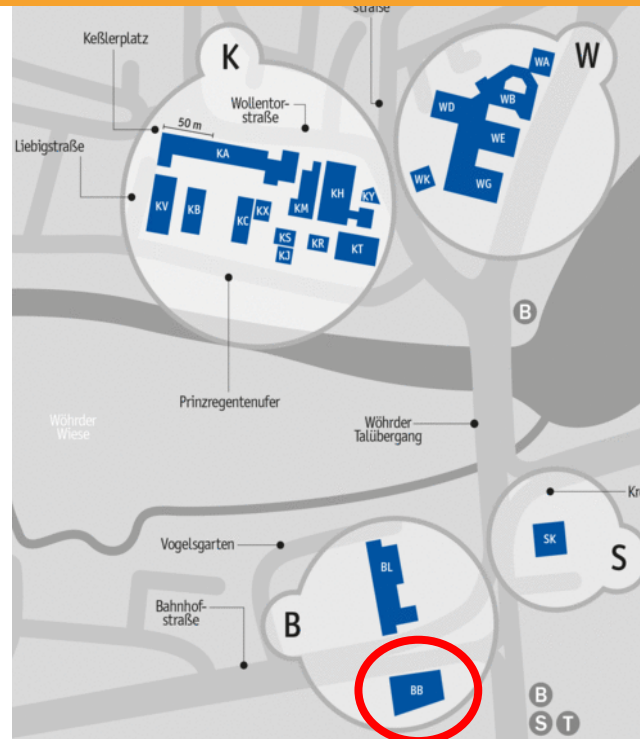 straße
Keßlerplatz
K
W
WA
Wollentor-
straße
50 m
WB
WD
Liebigstraße
KA
WE
WK
WG
KV
KB
KC
KX
KM
KH
KY
KS
KR
KT
KJ
B
Prinzregentenufer
Wöhrder
Wiese
Wöhrder
Talübergang
Kr
Vogelsgarten
SK
S
BL
Bahnhof-
straße
B
BB
B
S T